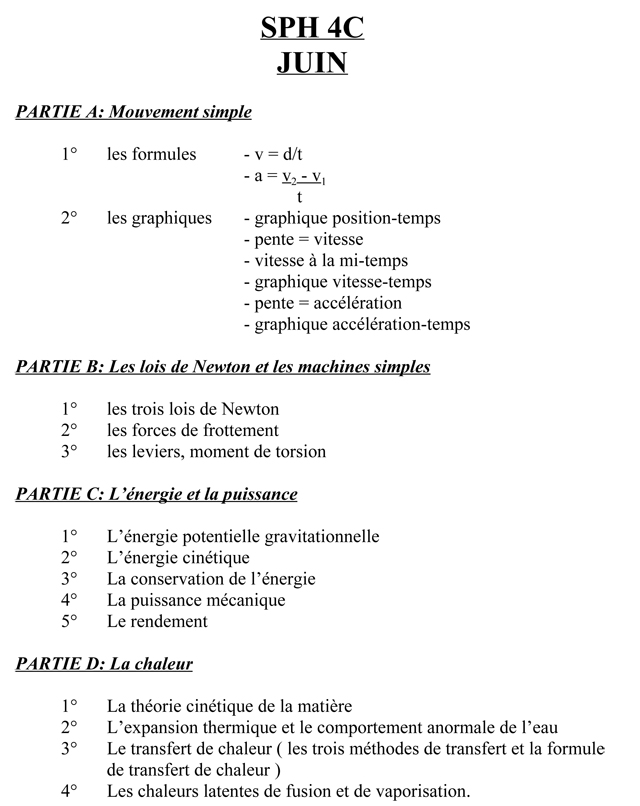 SPH 4C
JUIN
PARTIE A: Mouvement simple
1° les formules - v = d/t
- a = v₂ - v₁
t
2° les graphiques - graphique position-temps
- pente = vitesse
- vitesse à la mi-temps
- graphique vitesse-temps
- pente = accélération
- graphique accélération-temps
PARTIE B: Les lois de Newton et les machines simples
1° les trois lois de Newton
2° les forces de frottement
3° les leviers, moment de torsion
PARTIE C: L’énergie et la puissance
1° L’énergie potentielle gravitationnelle
2° L’énergie cinétique
3° La conservation de l’énergie
4° La puissance mécanique
5° Le rendement
PARTIE D: La chaleur
1° La théorie cinétique de la matière
2° L’expansion thermique et le comportement anormale de l’eau
3° Le transfert de chaleur ( les trois méthodes de transfert et la formule
de transfert de chaleur )
4° Les chaleurs latentes de fusion et de vaporisation.